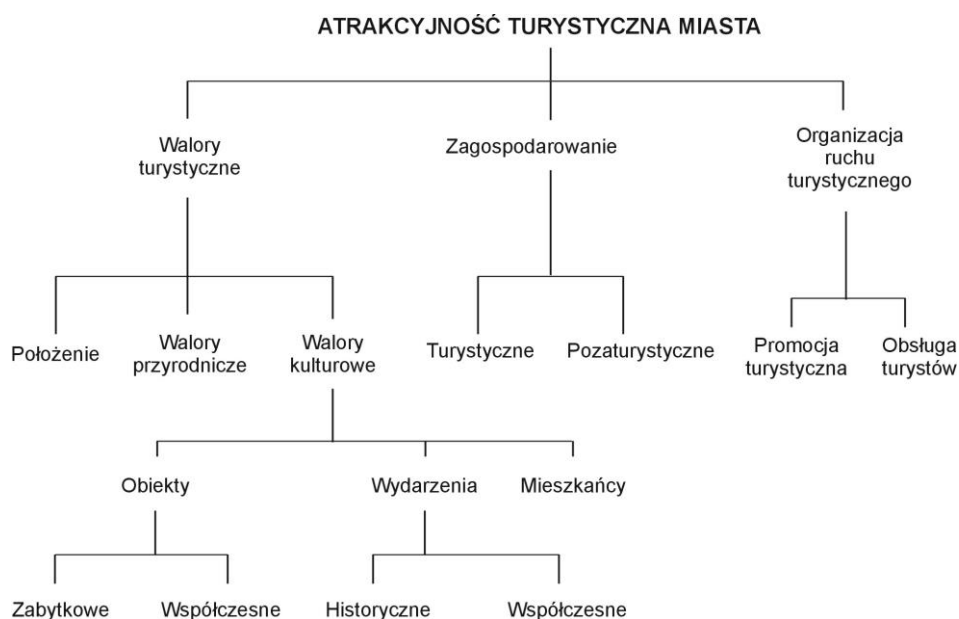 ATRAKCYJNOŚĆ TURYSTYCZNA MIASTA
Walory
turystyczne
Zagospodarowanie
Organizacja
ruchu
turystycznego
Położenie
Walory
przyrodnicze
Walory
kulturowe
Turystyczne
Pozaturystyczne
Promocja
turystyczna
Obsługa
turystów
Obiekty
Wydarzenia
Mieszkańcy
Zabytkowe
Współczesne
Historyczne
Współczesne